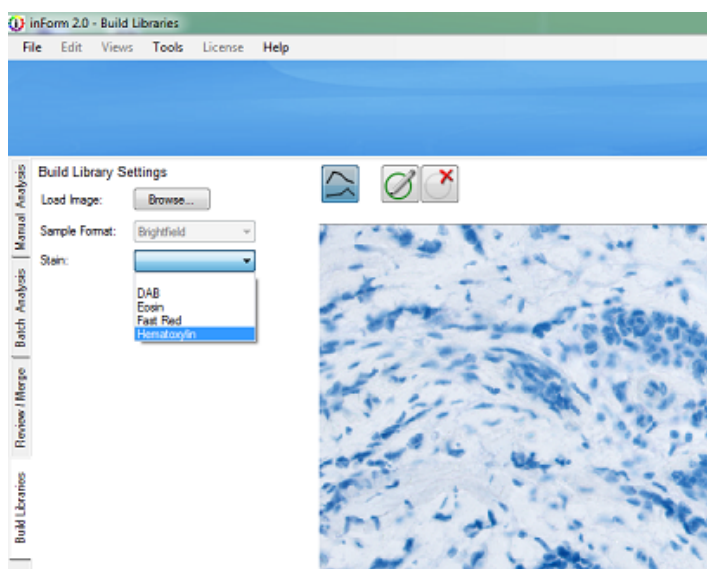 inForm 2.0 - Build Libraries
File Edit Views Tools License Help
Build Library Settings
Load Image: Browse...
Sample Format: Brightfield
Stain:
DAB
Eosin
Fast Red
Hematoxylin
Manual Analysis
Batch Analysis
Review / Merge
Build Libraries